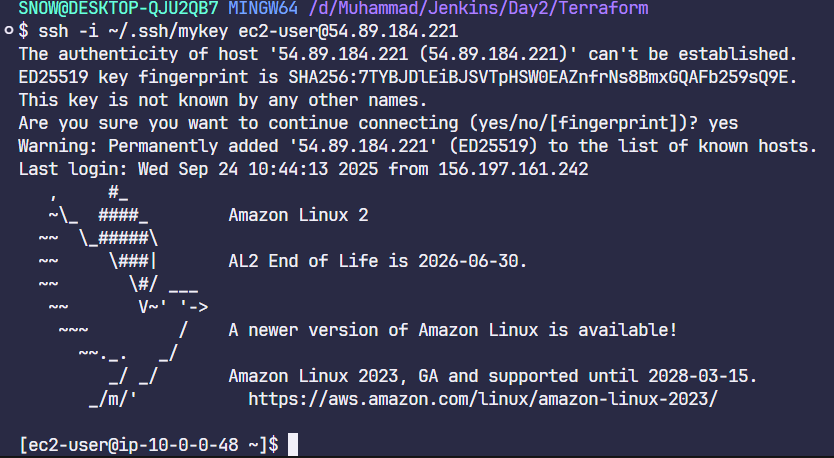 SNOW@DESKTOP-QJU2QB7 MINGW64 /d/Muhammad/Jenkins/Day2/Terraform
$ ssh -i ~/.ssh/mykey ec2-user@54.89.184.221
The authenticity of host '54.89.184.221 (54.89.184.221)' can't be established.
ED25519 key fingerprint is SHA256:7TYBJDlEiBJSVTpHSW0EAZnfrNs8BmxGQAFb259sQ9E.
This key is not known by any other names.
Are you sure you want to continue connecting (yes/no/[fingerprint])? yes
Warning: Permanently added '54.89.184.221' (ED25519) to the list of known hosts.
Last login: Wed Sep 24 10:44:13 2025 from 156.197.161.242
   ,     #_
   ~\_  ####_        Amazon Linux 2
  ~~  \_#####\
  ~~     \###|       AL2 End of Life is 2026-06-30.
  ~~       \#/ ___
   ~~       V~' '->
    ~~~         /    A newer version of Amazon Linux is available!
      ~~._.   _/
         _/ _/       Amazon Linux 2023, GA and supported until 2028-03-15.
       _/m/'           https://aws.amazon.com/linux/amazon-linux-2023/
[ec2-user@ip-10-0-0-48 ~]$